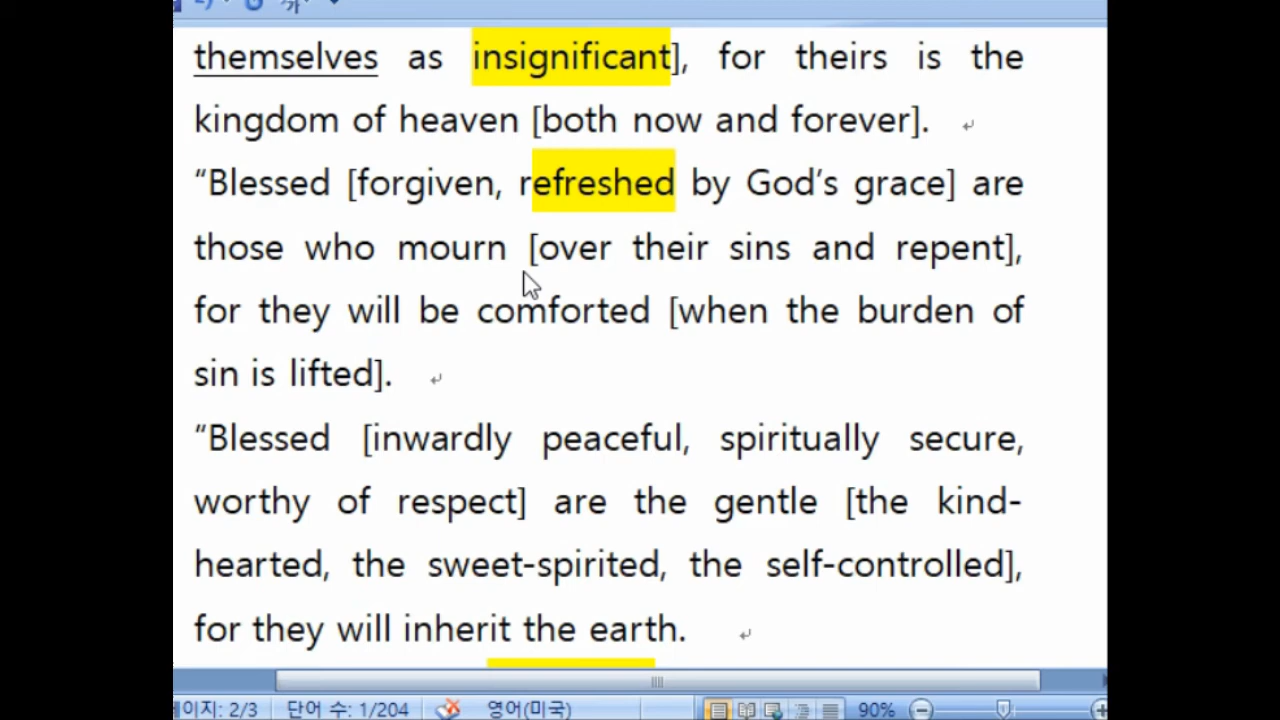 themselves as insignificant], for theirs is the
kingdom of heaven [both now and forever].
“Blessed [forgiven, refreshed by God’s grace] are
those who mourn [over their sins and repent],
for they will be comforted [when the burden of
sin is lifted].
“Blessed [inwardly peaceful, spiritually secure,
worthy of respect] are the gentle [the kind-
hearted, the sweet-spirited, the self-controlled],
for they will inherit the earth.
이지: 2/3 단어 수: 1/204 영어(미국) 90%